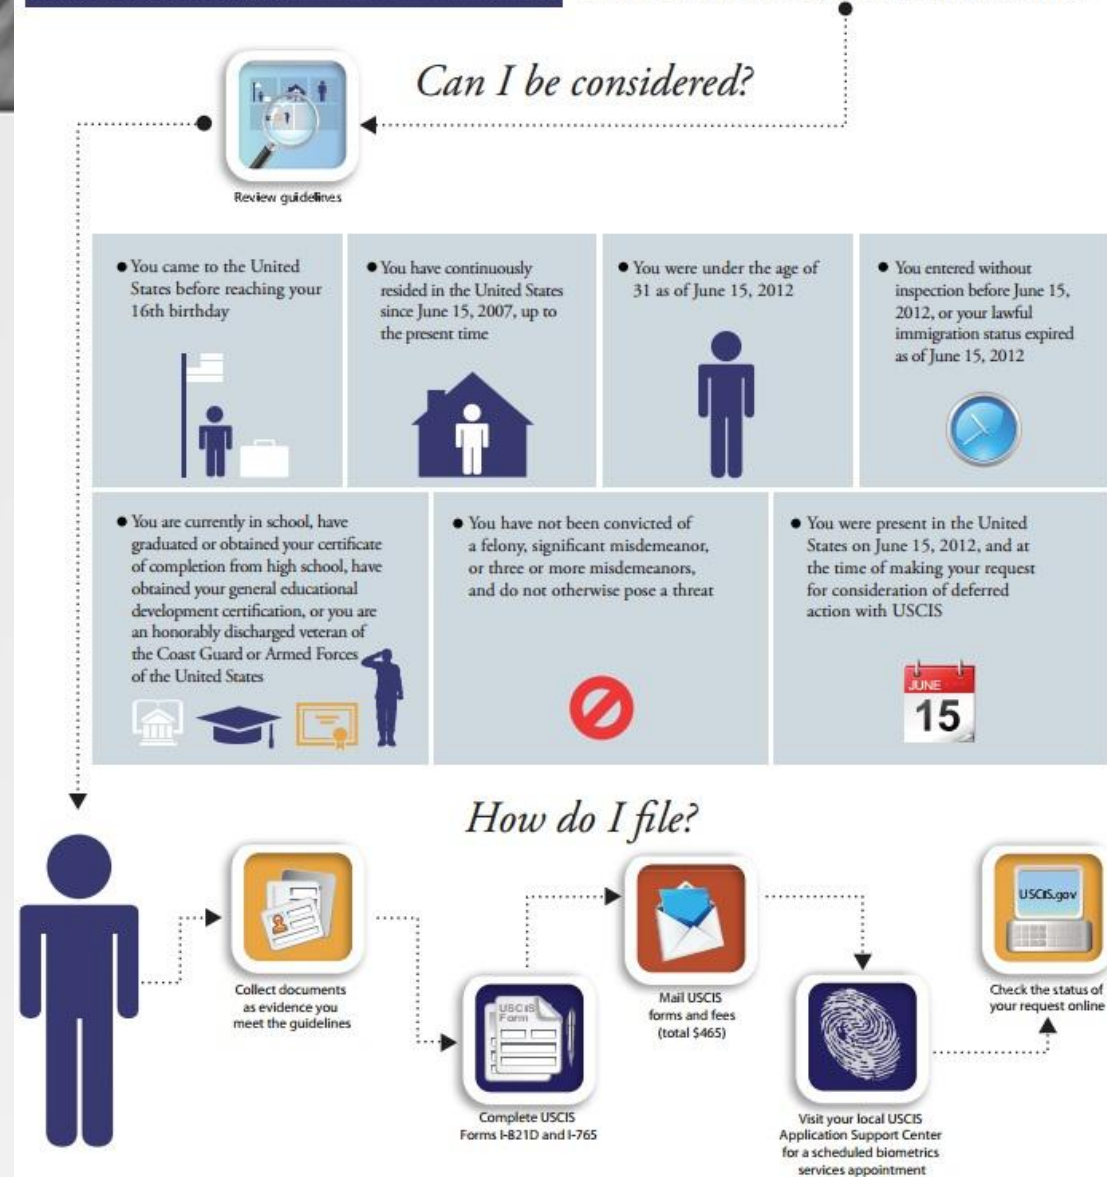 Can I be considered?
Review guidelines
● You came to the United
States before reaching your
16th birthday
● You have continuously
resided in the United States
since June 15, 2007, up to
the present time
● You were under the age of
31 as of June 15, 2012
● You entered without
inspection before June 15,
2012, or your lawful
immigration status expired
as of June 15, 2012
● You are currently in school, have
graduated or obtained your certificate
of completion from high school, have
obtained your general educational
development certification, or you are
an honorably discharged veteran of
the Coast Guard or Armed Forces
of the United States
● You have not been convicted of
a felony, significant misdemeanor,
or three or more misdemeanors,
and do not otherwise pose a threat
● You were present in the United
States on June 15, 2012, and at
the time of making your request
for consideration of deferred
action with USCIS
JUNE
15
How do I file?
Collect documents
as evidence you
meet the guidelines
USCIS
Form
Complete USCIS
Forms I-821D and I-765
Mail USCIS
forms and fees
(total $465)
Visit your local USCIS
Application Support Center
for a scheduled biometrics
services appointment
USCIS.gov
Check the status of
your request online